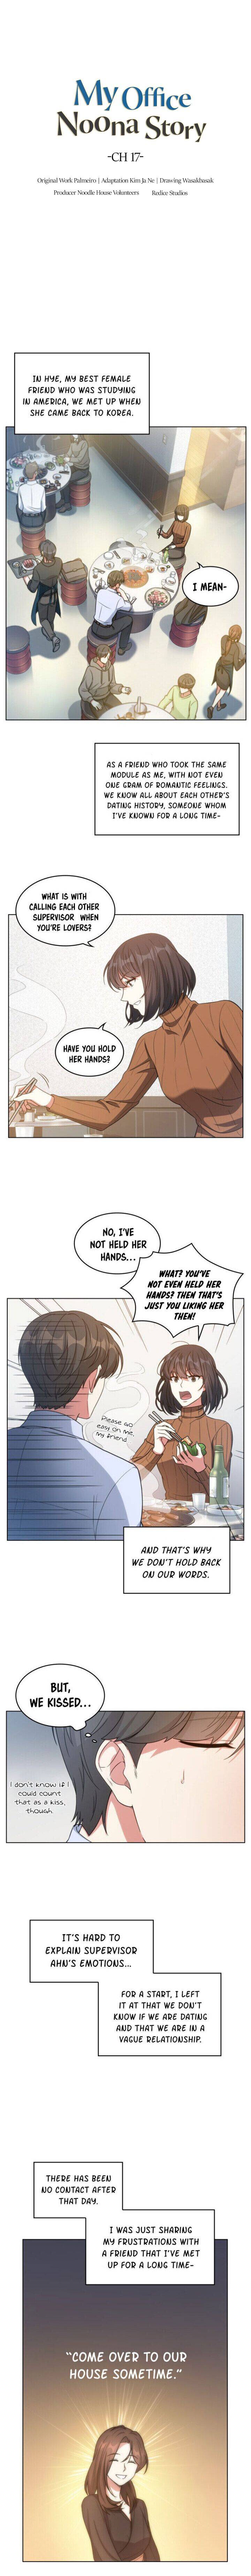 My Office
Noona Story
-CH 17-
Original Work Palmeiro | Adaptation Kim Ja Ne | Drawing Wasakbasak
Producer Noodle House Volunteers Redice Studios
IN HYE, MY BEST FEMALE
FRIEND WHO WAS STUDYING
IN AMERICA, WE MET UP WHEN
SHE CAME BACK TO KOREA.
I MEAN-
AS A FRIEND WHO TOOK THE SAME
MODULE AS ME, WITH NOT EVEN
ONE GRAM OF ROMANTIC FEELINGS.
WE KNOW ALL ABOUT EACH OTHER'S
DATING HISTORY, SOMEONE WHOM
I'VE KNOWN FOR A LONG TIME-
WHAT IS WITH
CALLING EACH OTHER
SUPERVISOR WHEN
YOU'RE LOVERS?
HAVE YOU HOLD
HER HANDS?
NO, I'VE
NOT HELD HER
HANDS...
WHAT? YOU'VE
NOT EVEN HELD HER
HANDS? THEN THAT'S
JUST YOU LIKING HER
THEN!
Please go
easy on me,
my friend
AND THAT'S WHY
WE DON'T HOLD BACK
ON OUR WORDS.
BUT,
WE KISSED...
I don't know if I
could count
that as a kiss,
though.
IT'S HARD TO
EXPLAIN SUPERVISOR
AHN'S EMOTIONS...
FOR A START, I LEFT
IT AT THAT WE DON'T
KNOW IF WE ARE DATING
AND THAT WE ARE IN A
VAGUE RELATIONSHIP.
THERE HAS BEEN
NO CONTACT AFTER
THAT DAY.
I WAS JUST SHARING
MY FRUSTRATIONS WITH
A FRIEND THAT I'VE MET
UP FOR A LONG TIME-
"COME OVER TO OUR
HOUSE SOMETIME."